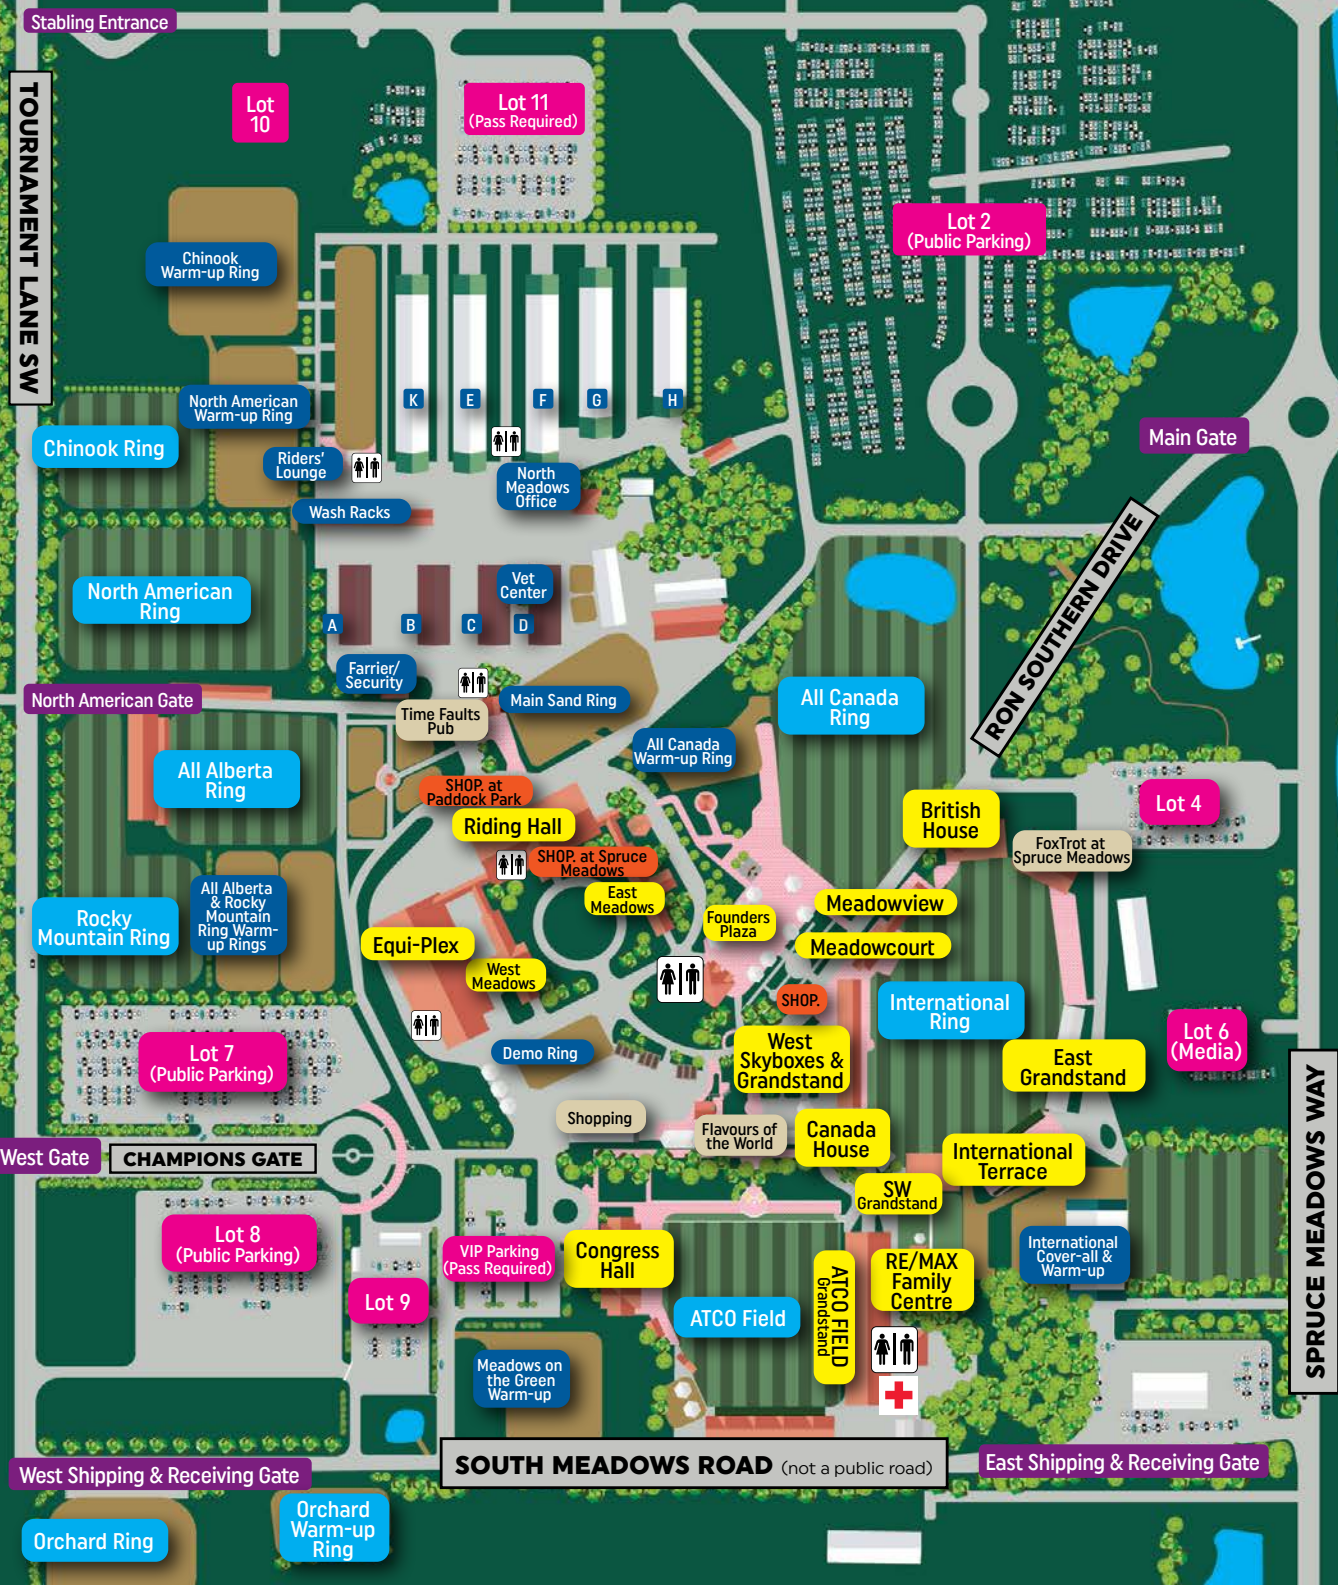 Stabling Entrance
TOURNAMENT LANE SW
Lot
10
Lot 11
(Pass Required)
Lot 2
(Public Parking)
Chinook
Warm-up Ring
North American
Warm-up Ring
Chinook Ring
Riders'
Lounge
Wash Racks
K
E
F
G
H
North
Meadows
Office
Main Gate
RON SOUTHERN DRIVE
North American
Ring
Vet
Center
A
B
C
D
Farrier/
Security
North American Gate
Time Faults
Pub
Main Sand Ring
All Canada
Ring
All Canada
Warm-up Ring
All Alberta
Ring
SHOP. at
Paddock Park
Riding Hall
SHOP. at Spruce
Meadows
East
Meadows
British
House
FoxTrot at
Spruce Meadows
Lot 4
Rocky
Mountain Ring
All Alberta
& Rocky
Mountain
Ring Warm-
up Rings
Equi-Plex
West
Meadows
Founders
Plaza
Meadowview
Meadowcourt
SHOP.
International
Ring
Lot 6
(Media)
Lot 7
(Public Parking)
Demo Ring
West
Skyboxes &
Grandstand
East
Grandstand
SPRUCE MEADOWS WAY
Shopping
Flavours of
the World
Canada
House
International
Terrace
West Gate
CHAMPIONS GATE
SW
Grandstand
Lot 8
(Public Parking)
VIP Parking
(Pass Required)
Congress
Hall
International
Cover-all &
Warm-up
Lot 9
ATCO Field
ATCO FIELD
Grandstand
RE/MAX
Family
Centre
Meadows on
the Green
Warm-up
West Shipping & Receiving Gate
SOUTH MEADOWS ROAD (not a public road)
East Shipping & Receiving Gate
Orchard Ring
Orchard
Warm-up
Ring